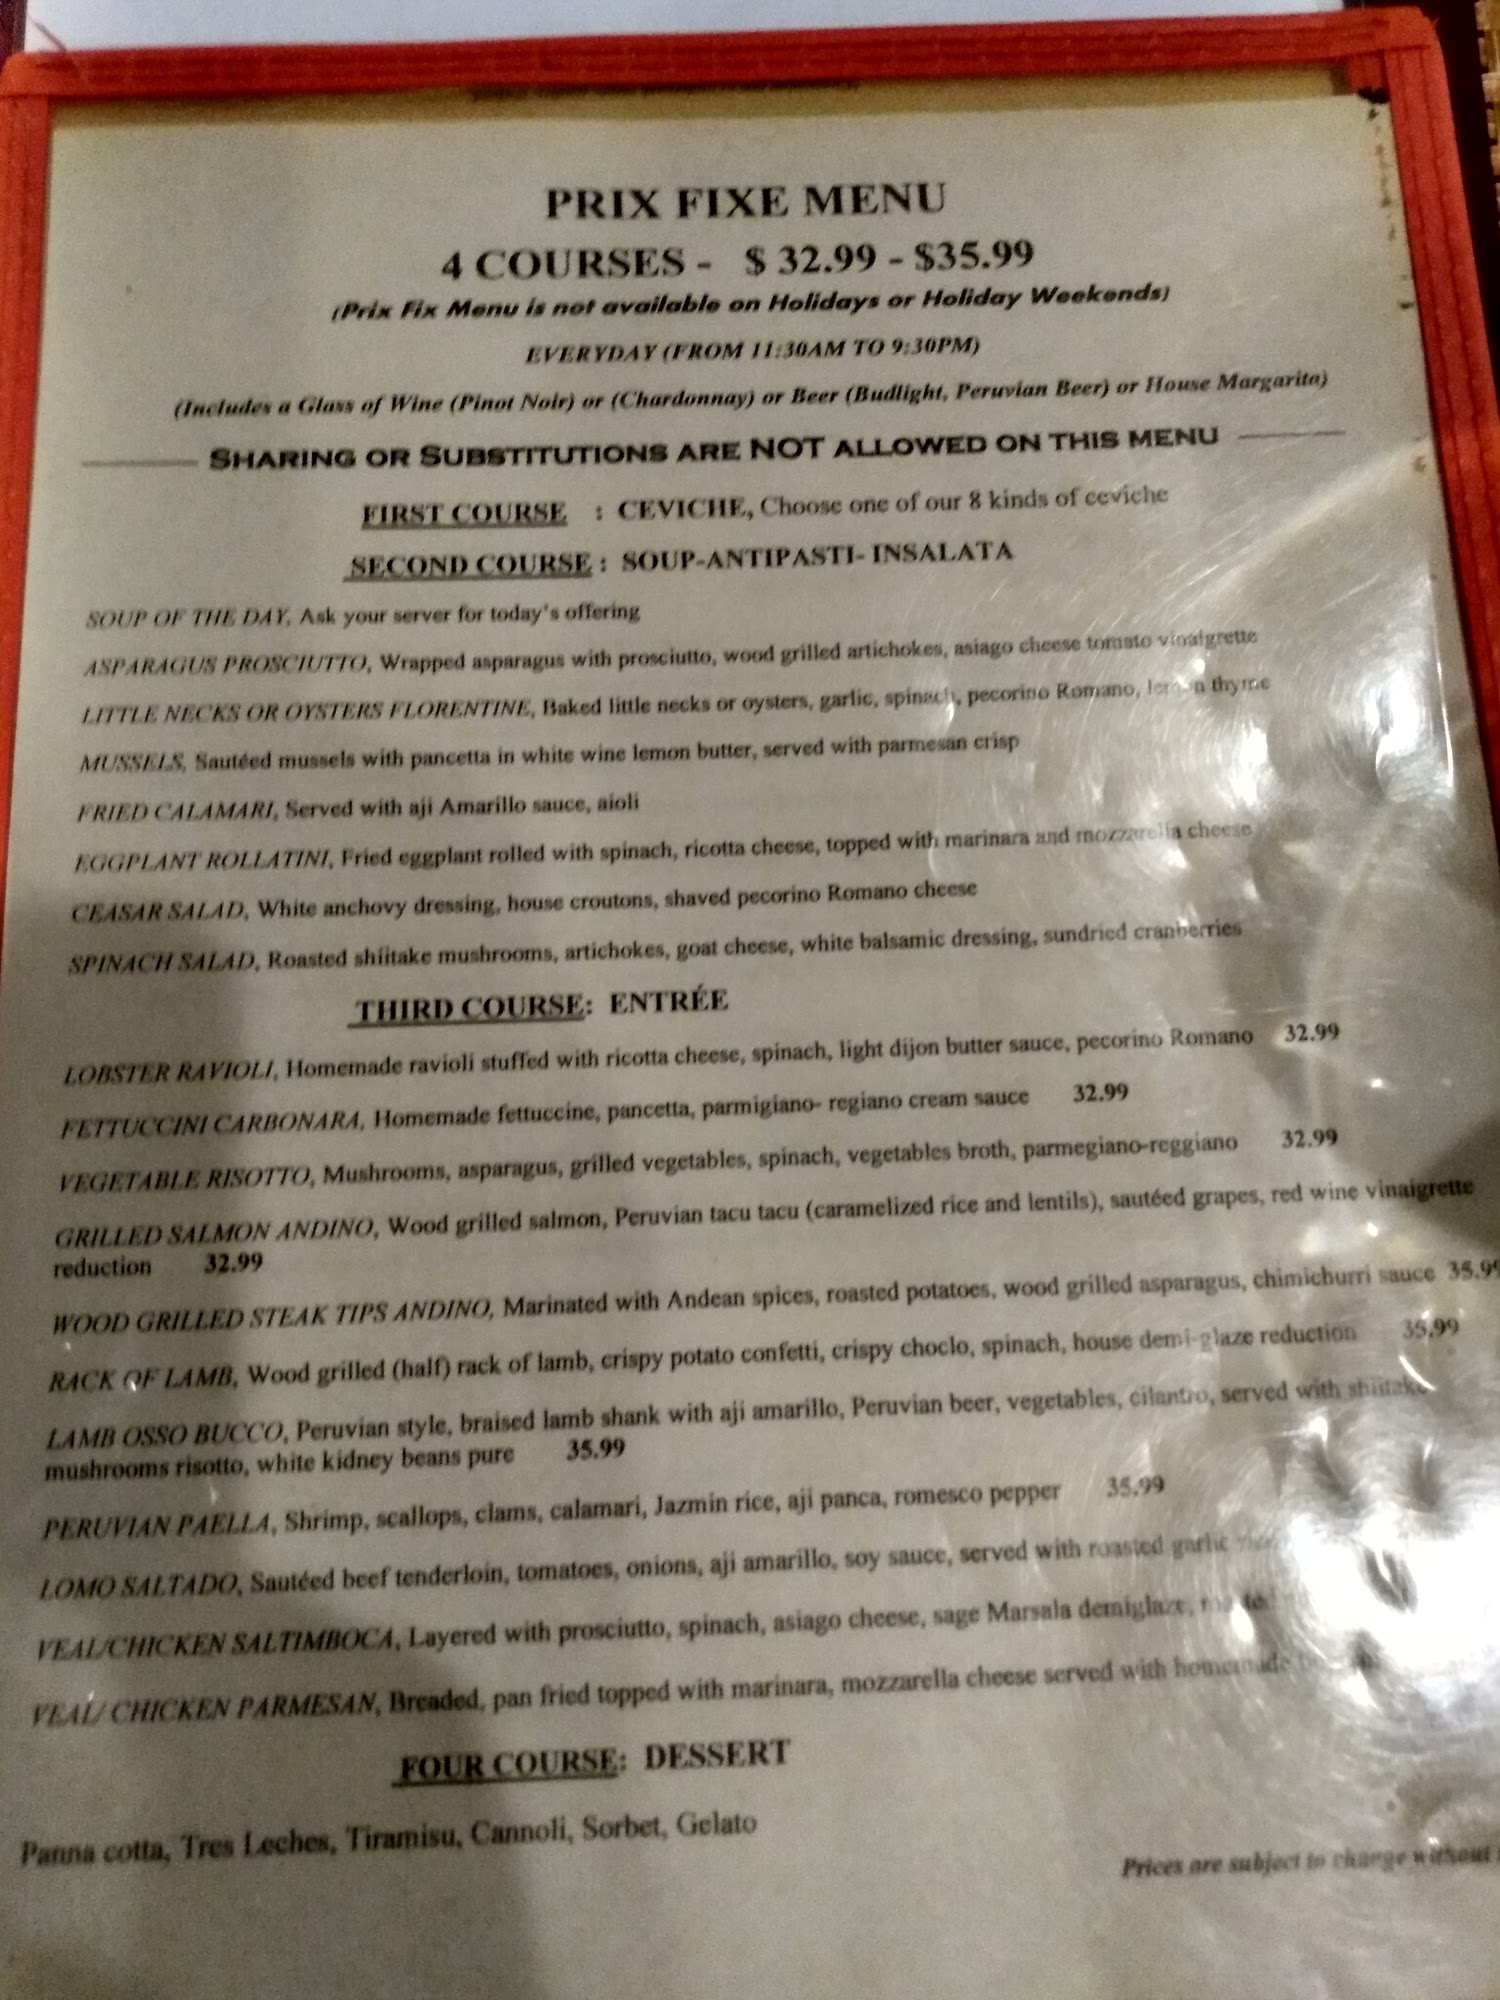 PRIX FIXE MENU
4 COURSES - $ 32.99 - $35.99
(Prix Fix Menu is not available on Holidays or Holiday Weekends)
EVERYDAY (FROM 11:30AM TO 9:30PM)
(Includes a Glass of Wine (Pinot Noir) or (Chardonnay) or Beer (Budlight, Peruvian Beer) or House Margarita)
SHARING OR SUBSTITUTIONS ARE NOT ALLOWED ON THIS MENU
FIRST COURSE : CEVICHE, Choose one of our 8 kinds of ceviche
SECOND COURSE : SOUP-ANTIPASTI- INSALATA
SOUP OF THE DAY, Ask your server for today's offering
ASPARAGUS PROSCIUTTO, Wrapped asparagus with prosciutto, wood grilled artichokes, asiago cheese tomato vinaigrette
LITTLE NECKS OR OYSTERS FLORENTINE, Baked little necks or oysters, garlic, spinach, pecorino Romano, lemon thyme
MUSSELS, Sautéed mussels with pancetta in white wine lemon butter, served with parmesan crisp
FRIED CALAMARI, Served with aji Amarillo sauce, aioli
EGGPLANT ROLLATINI, Fried eggplant rolled with spinach, ricotta cheese, topped with marinara and mozzarella cheese
CEASAR SALAD, White anchovy dressing, house croutons, shaved pecorino Romano cheese
SPINACH SALAD, Roasted shiitake mushrooms, artichokes, goat cheese, white balsamic dressing, sundried cranberries
THIRD COURSE: ENTRÉE
LOBSTER RAVIOLI, Homemade ravioli stuffed with ricotta cheese, spinach, light dijon butter sauce, pecorino Romano 32.99
FETTUCCINI CARBONARA, Homemade fettuccine, pancetta, parmigiano- regiano cream sauce 32.99
VEGETABLE RISOTTO, Mushrooms, asparagus, grilled vegetables, spinach, vegetables broth, parmegiano-reggiano 32.99
GRILLED SALMON ANDINO, Wood grilled salmon, Peruvian tacu tacu (caramelized rice and lentils), sautéed grapes, red wine vinaigrette
reduction 32.99
WOOD GRILLED STEAK TIPS ANDINO, Marinated with Andean spices, roasted potatoes, wood grilled asparagus, chimichurri sauce 35.99
RACK OF LAMB, Wood grilled (half) rack of lamb, crispy potato confetti, crispy choclo, spinach, house demi-glaze reduction 35.99
LAMB OSSO BUCCO, Peruvian style, braised lamb shank with aji amarillo, Peruvian beer, vegetables, cilantro, served with shiitake
mushrooms risotto, white kidney beans pure 35.99
PERUVIAN PAELLA, Shrimp, scallops, clams, calamari, Jazmin rice, aji panca, romesco pepper 35.99
LOMO SALTADO, Sautéed beef tenderloin, tomatoes, onions, aji amarillo, soy sauce, served with roasted garlic
VEAL/CHICKEN SALTIMBOCA, Layered with prosciutto, spinach, asiago cheese, sage Marsala demiglaze,
VEAL/ CHICKEN PARMESAN, Breaded, pan fried topped with marinara, mozzarella cheese served with homemade
FOUR COURSE: DESSERT
Panna cotta, Tres Leches, Tiramisu, Cannoli, Sorbet, Gelato
Prices are subject to change without